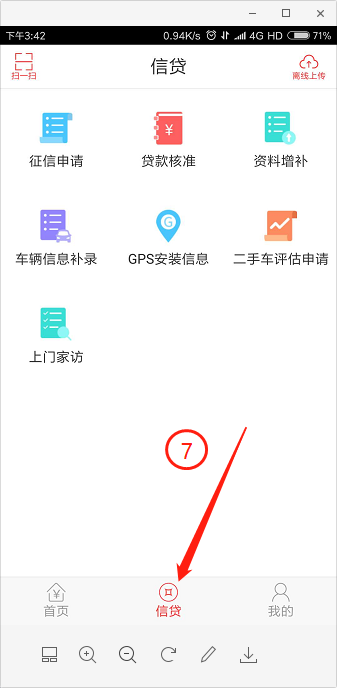 下午3:42 0.94K/s 4G HD 71%
扫一扫 信贷 离线上传
征信申请 贷款核准 资料增补
车辆信息补录 GPS安装信息 二手车评估申请
上门家访
7
首页 信贷 我的